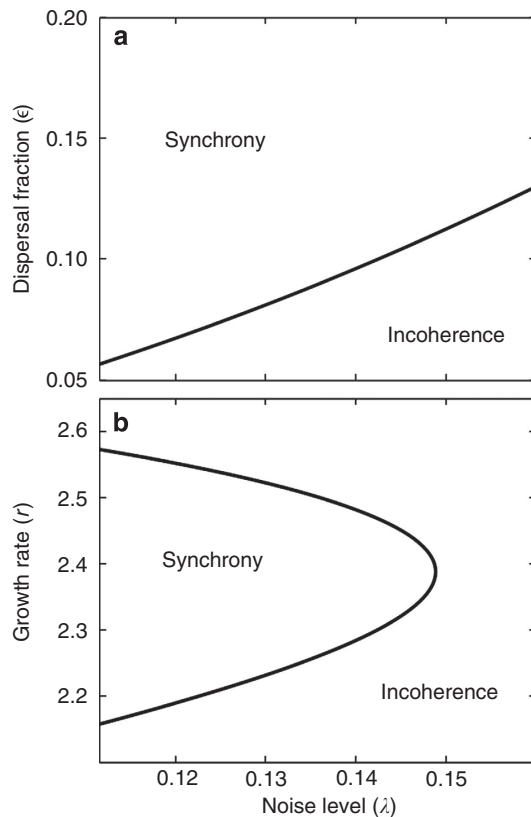 a
0.20
0.15
0.10
0.05
Dispersal fraction (ϵ)
Synchrony
Incoherence
b
2.6
2.5
2.4
2.3
2.2
Growth rate (r)
Synchrony
Incoherence
0.12 0.13 0.14 0.15
Noise level (λ)